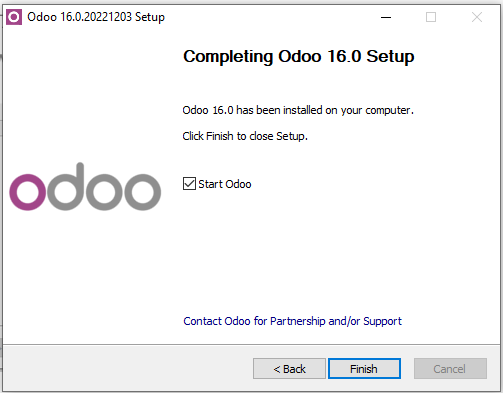 Odoo 16.0.20221203 Setup
Completing Odoo 16.0 Setup
Odoo 16.0 has been installed on your computer.
Click Finish to close Setup.
odoo
Start Odoo
Contact Odoo for Partnership and/or Support
< Back
Finish
Cancel